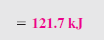 = 121.7 kJ